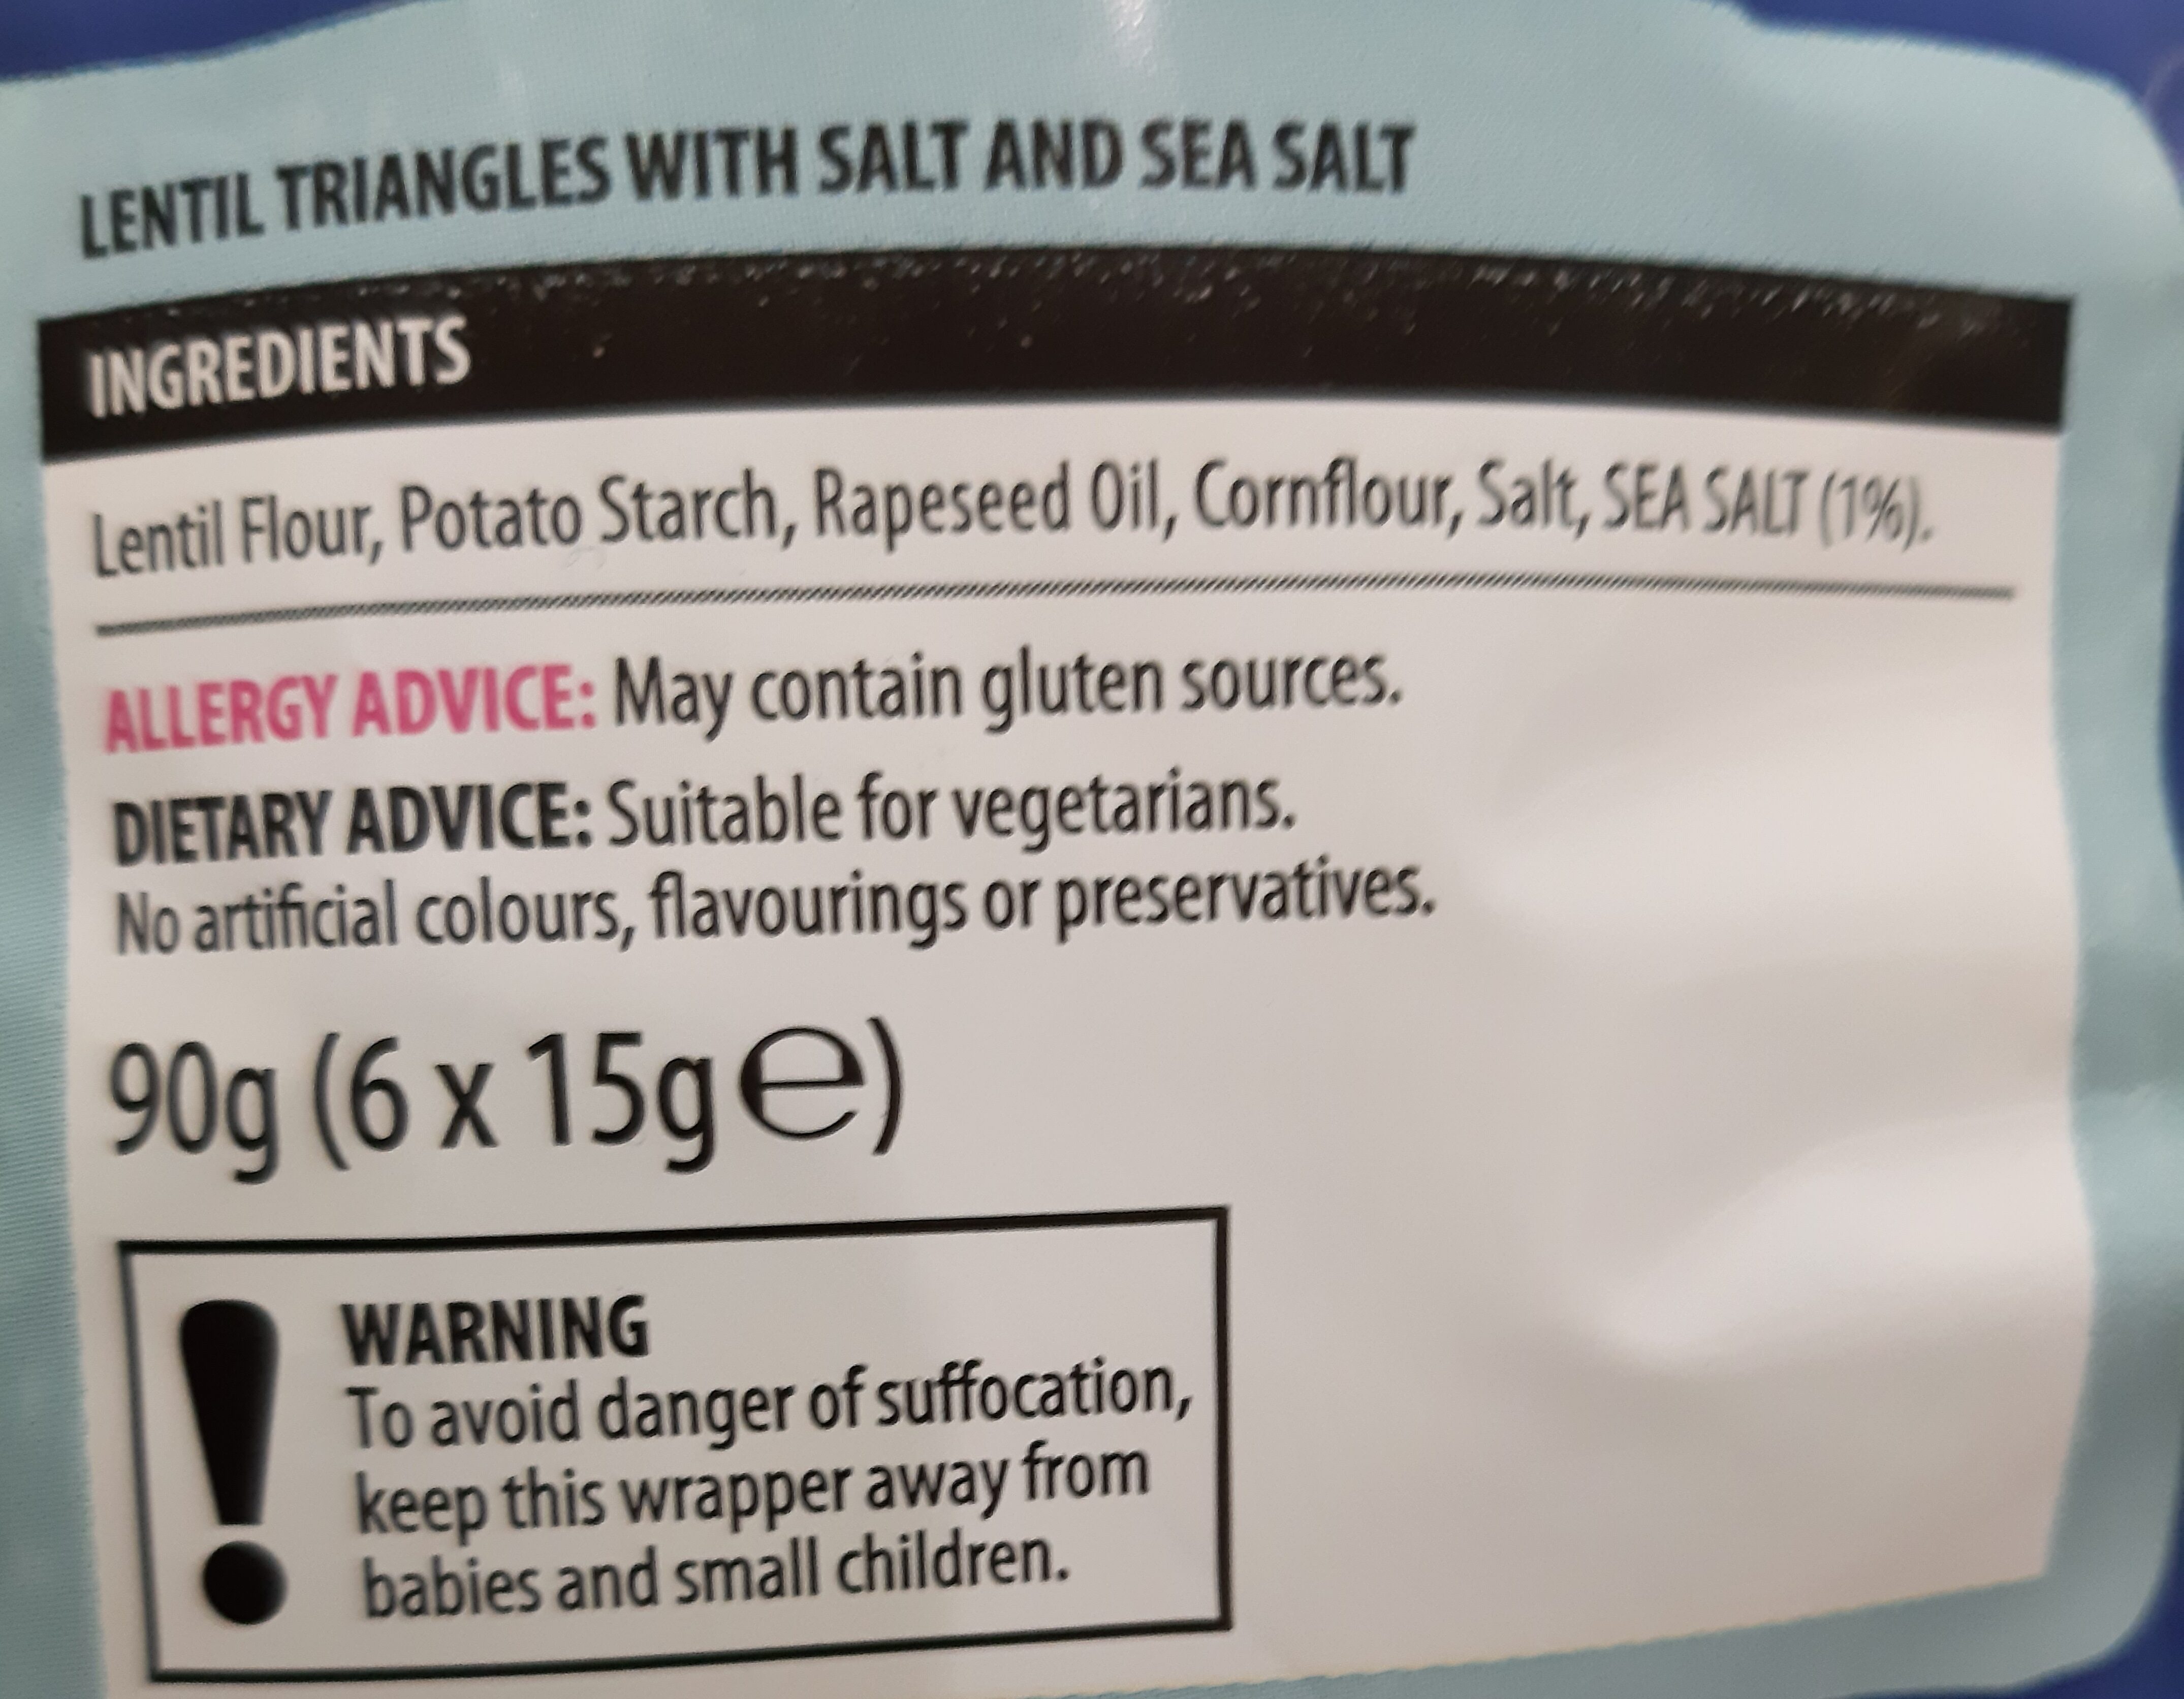 LENTIL TRIANGLES WITH SALT AND SEA SALT
INGREDIENTS
Lentil Flour, Potato Starch, Rapeseed Oil, Cornflour, Salt, SEA SALT (1%).
ALLERGY ADVICE: May contain gluten sources.
DIETARY ADVICE: Suitable for vegetarians.
No artificial colours, flavourings or preservatives.
90g (6 x 15g ℮)
WARNING
To avoid danger of suffocation,
keep this wrapper away from
babies and small children.